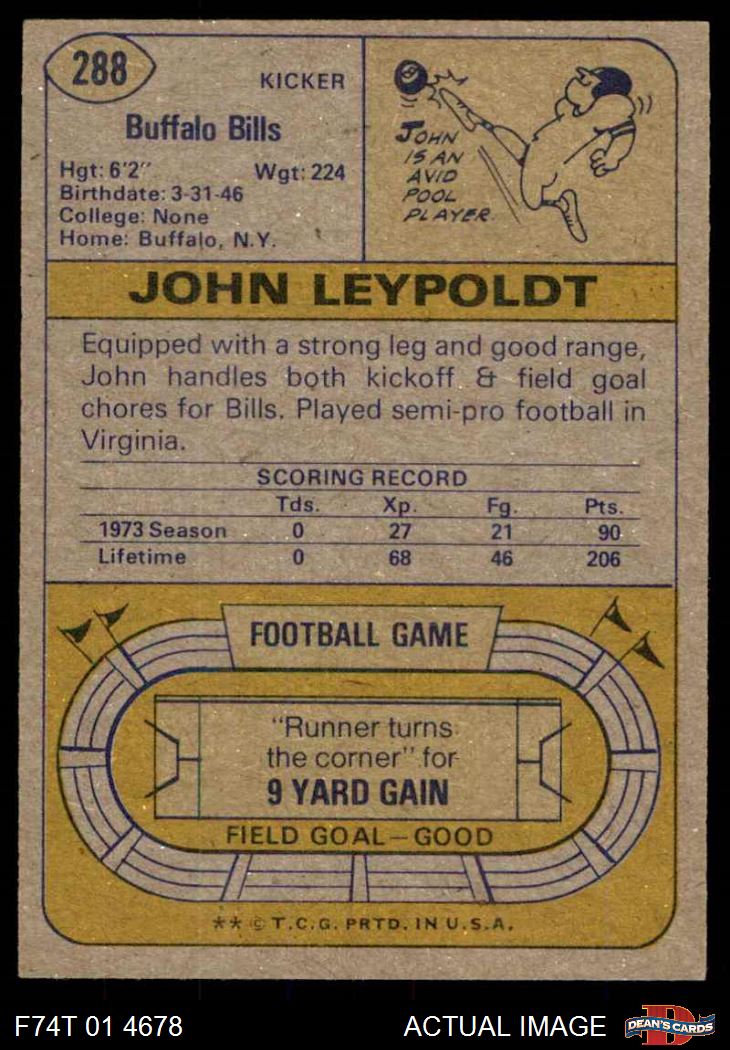 288
KICKER
Buffalo Bills
Hgt: 6'2" Wgt: 224
Birthdate: 3-31-46
College: None
Home: Buffalo, N.Y.
8
JOHN
IS AN
AVID
POOL
PLAYER.
JOHN LEYPOLDT
Equipped with a strong leg and good range,
John handles both kickoff & field goal
chores for Bills. Played semi-pro football in
Virginia.
SCORING RECORD
Tds. Xp. Fg. Pts.
1973 Season 0 27 21 90
Lifetime 0 68 46 206
FOOTBALL GAME
"Runner turns
the corner" for
9 YARD GAIN
FIELD GOAL—GOOD
** © T.C.G. PRTD. IN U.S.A.
F74T 01 4678 ACTUAL IMAGE
D
DEAN'S CARDS